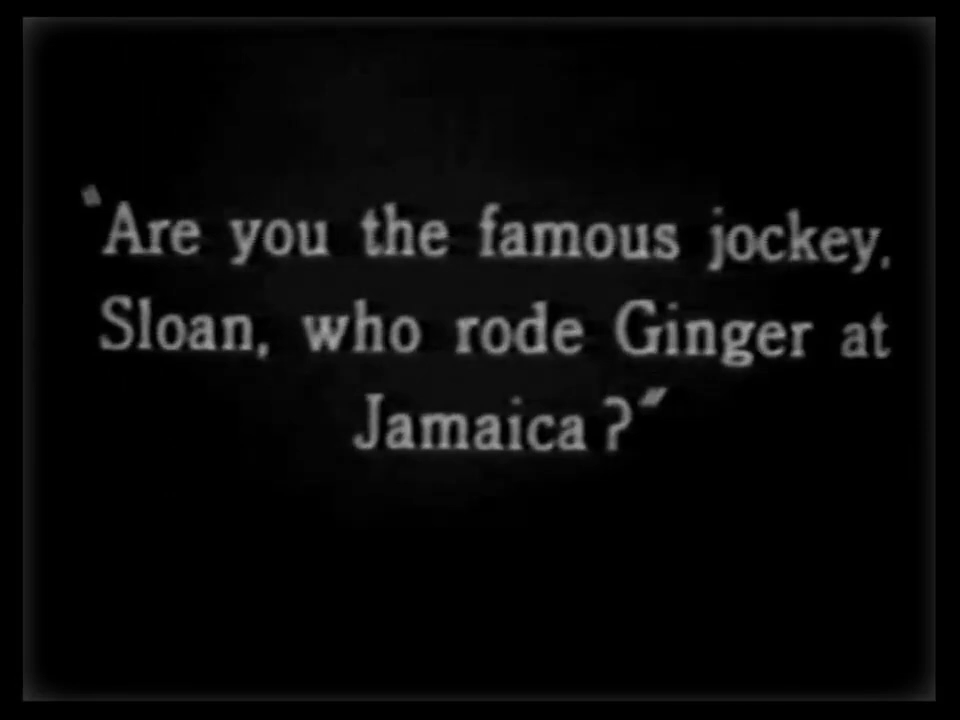 "Are you the famous jockey,
Sloan, who rode Ginger at
Jamaica?"